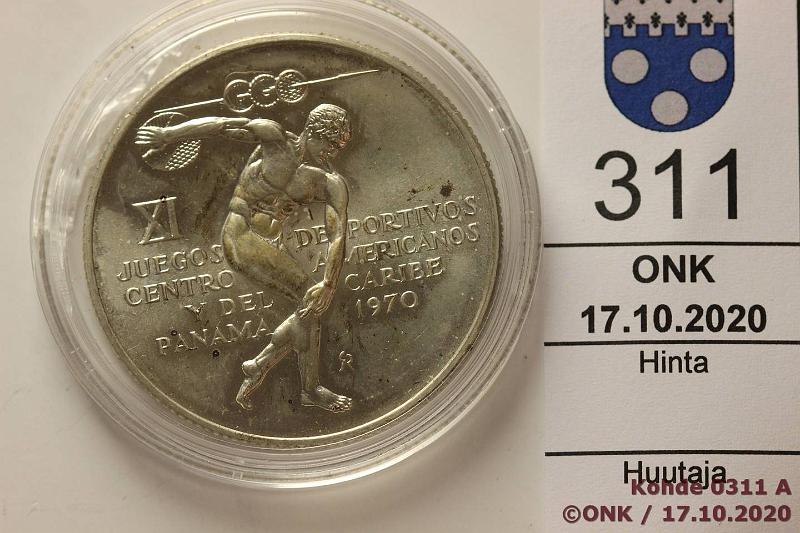 XI
JUEGOS DEPORTIVOS
CENTRO AMERICANOS
Y DEL CARIBE
PANAMA 1970
311
ONK
17.10.2020
Hinta
Huutaja
Kohde 0311 A
©ONK / 17.10.2020